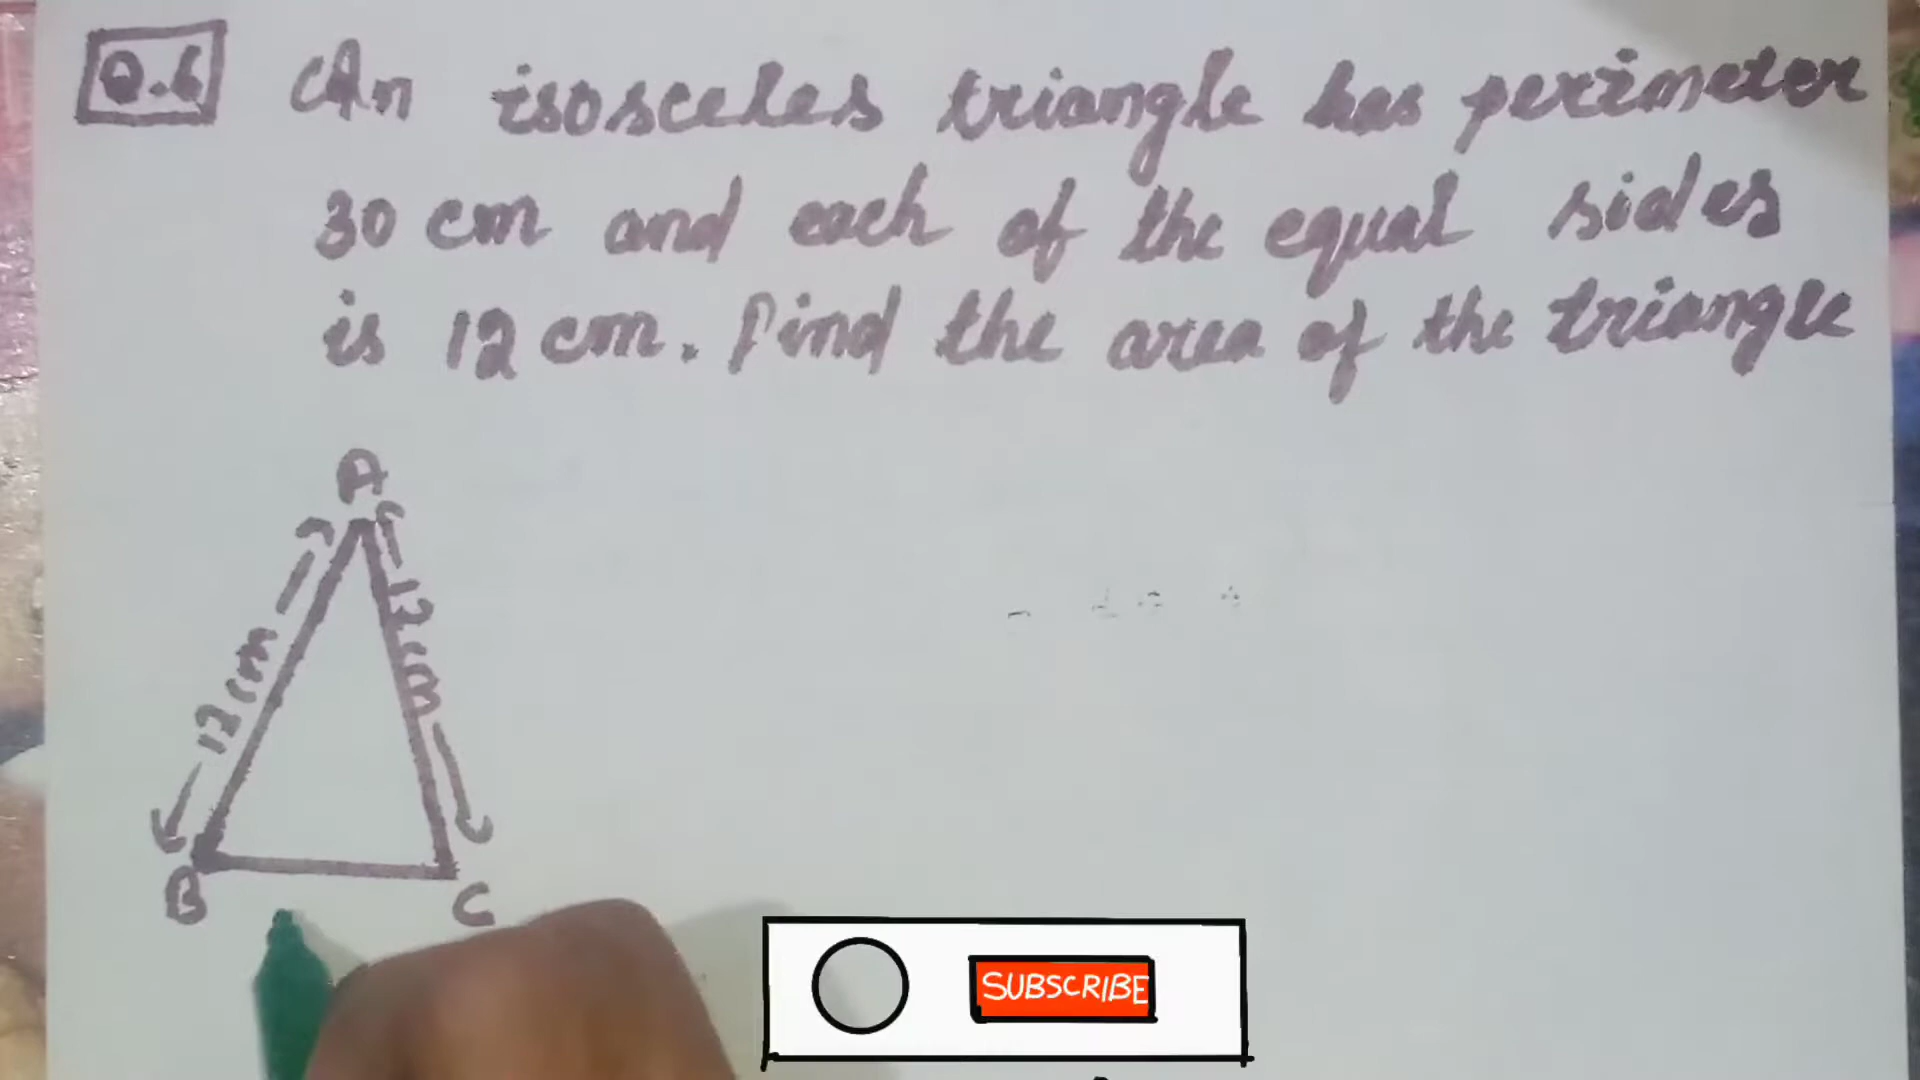 Q.6 An isosceles triangle has perimeter
30 cm and each of the equal sides
is 12 cm. Find the area of the triangle
A
12 cm
12 cm
B
C
SUBSCRIBE